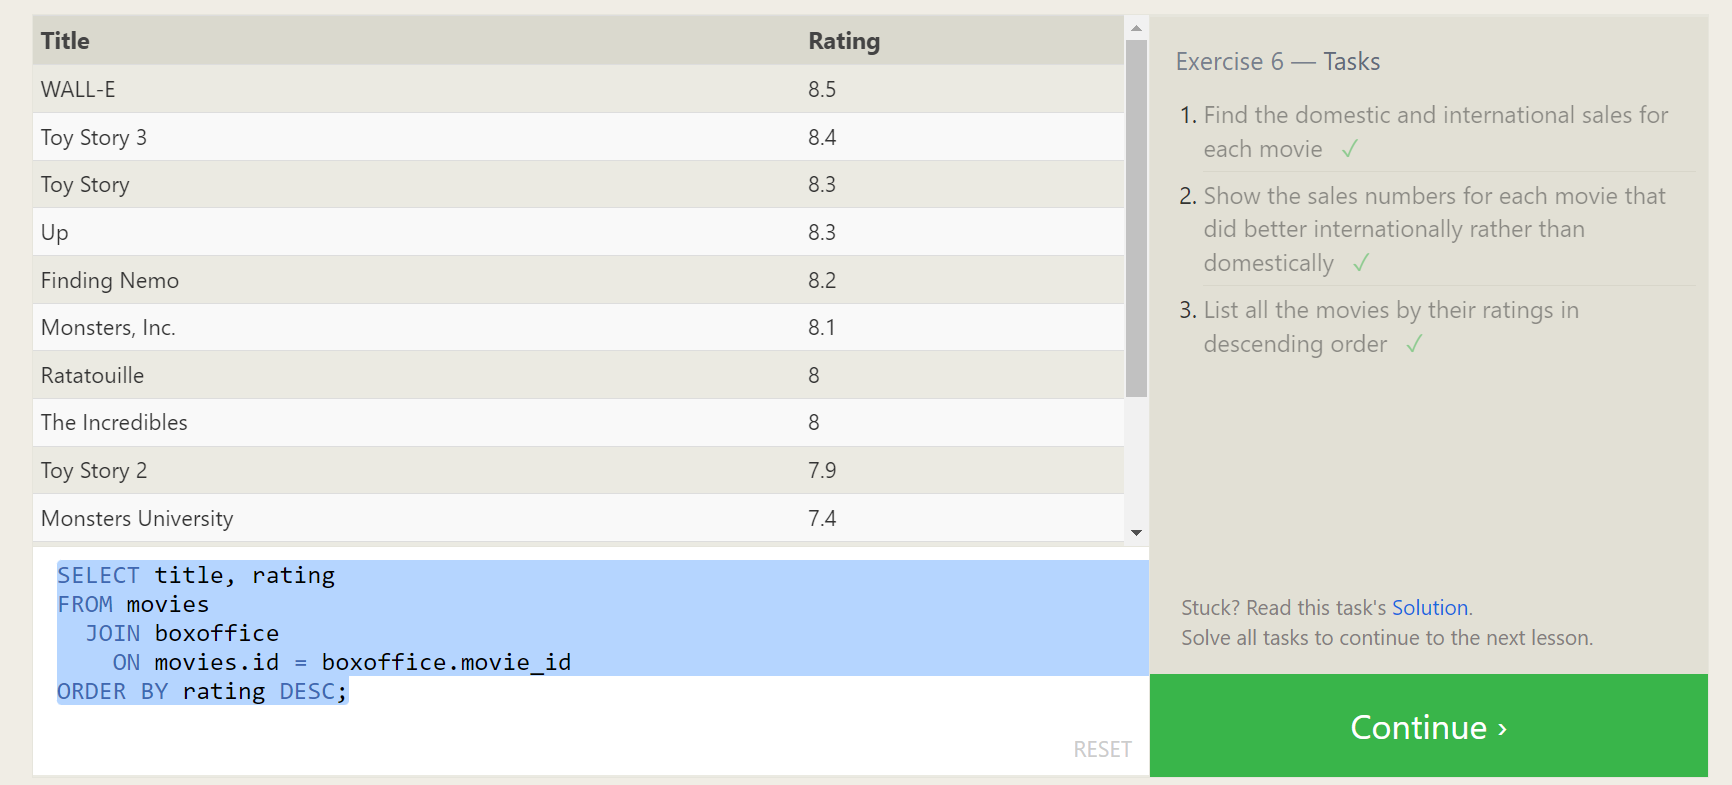 Title Rating
WALL-E 8.5
Toy Story 3 8.4
Toy Story 8.3
Up 8.3
Finding Nemo 8.2
Monsters, Inc. 8.1
Ratatouille 8
The Incredibles 8
Toy Story 2 7.9
Monsters University 7.4
SELECT title, rating
FROM movies
  JOIN boxoffice
    ON movies.id = boxoffice.movie_id
ORDER BY rating DESC;
RESET
Exercise 6 — Tasks
1. Find the domestic and international sales for
each movie ✓
2. Show the sales numbers for each movie that
did better internationally rather than
domestically ✓
3. List all the movies by their ratings in
descending order ✓
Stuck? Read this task's Solution.
Solve all tasks to continue to the next lesson.
Continue ›